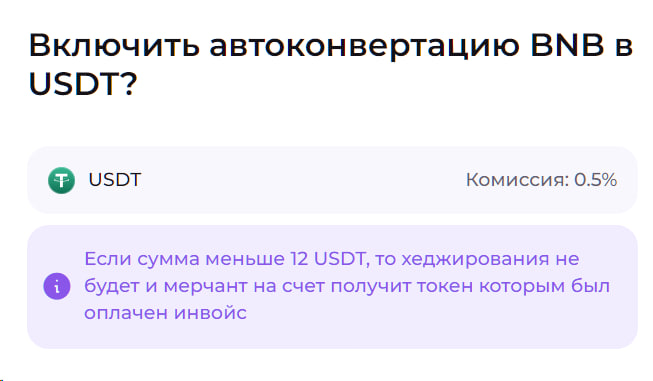 Включить автоконвертацию BNB в
USDT?
USDT
Комиссия: 0.5%
Если сумма меньше 12 USDT, то хеджирования не
будет и мерчант на счет получит токен которым был
оплачен инвойс